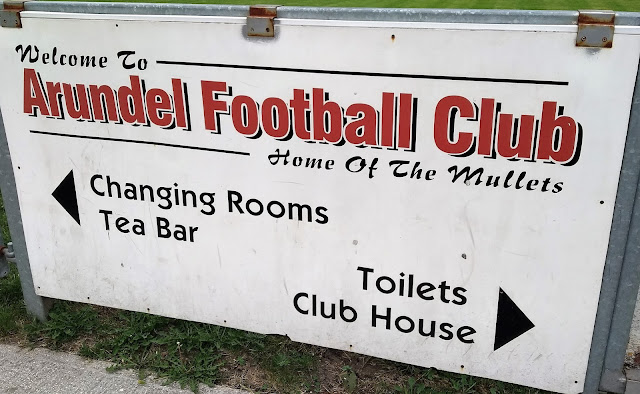 Welcome To
Arundel Football Club
Home Of The Mullets
Changing Rooms
Tea Bar
Toilets
Club House